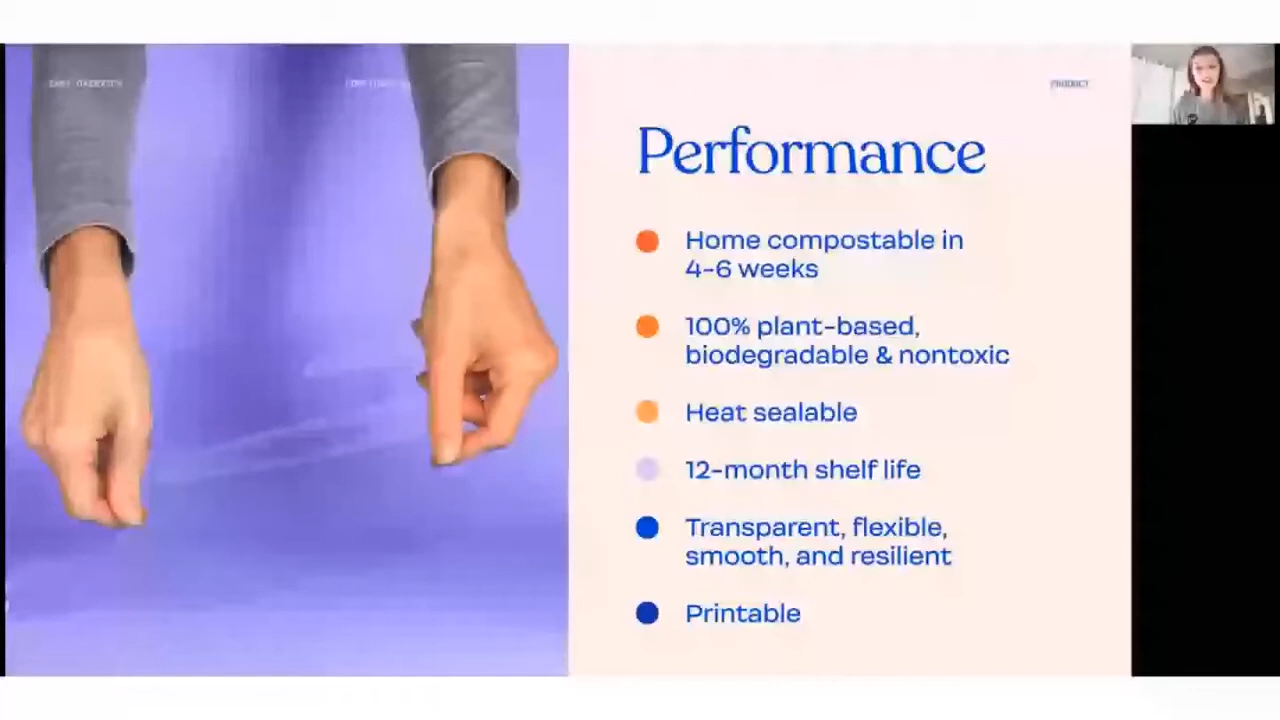 PRODUCT
Performance
Home compostable in
4-6 weeks
100% plant-based,
biodegradable & nontoxic
Heat sealable
12-month shelf life
Transparent, flexible,
smooth, and resilient
Printable